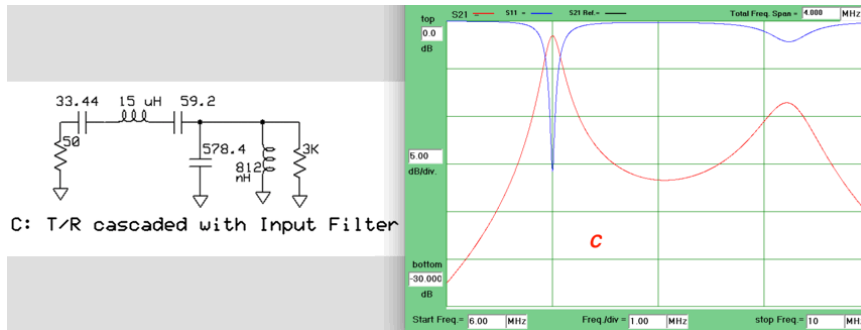 33.44 15 uH 59.2
50
578.4
812
nH
3K
C: T/R cascaded with Input Filter
top
0.0
dB
5.00
dB/div.
bottom
-30.000
dB
S21 S11 = S21 Ref.=
Total Freq. Span = 4.000 MHz
C
Start Freq.= 6.00 MHz Freq./div = 1.00 MHz stop Freq.= 10 MHz